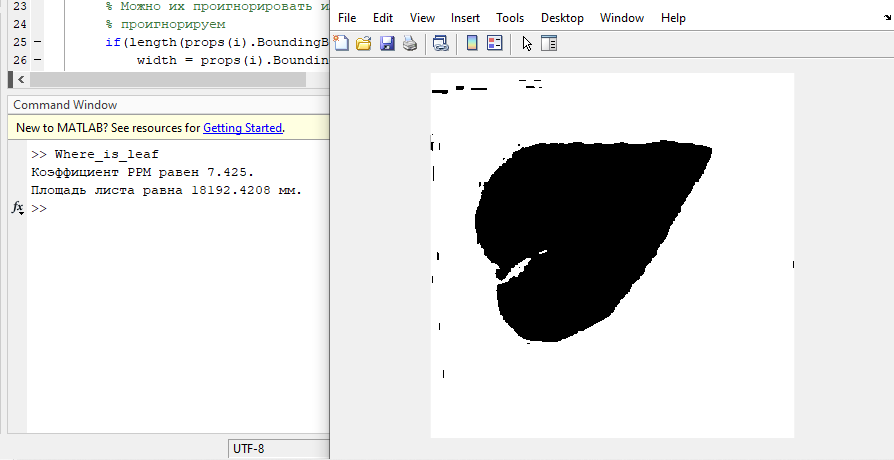 23 % Можно их проигнорировать и
24 % проигнорируем
25 – if(length(props(i).BoundingB
26 – width = props(i).Boundin
Command Window
New to MATLAB? See resources for Getting Started.
>> Where_is_leaf
Коэффициент PPM равен 7.425.
Площадь листа равна 18192.4208 мм.
fx >>
UTF-8
File Edit View Insert Tools Desktop Window Help